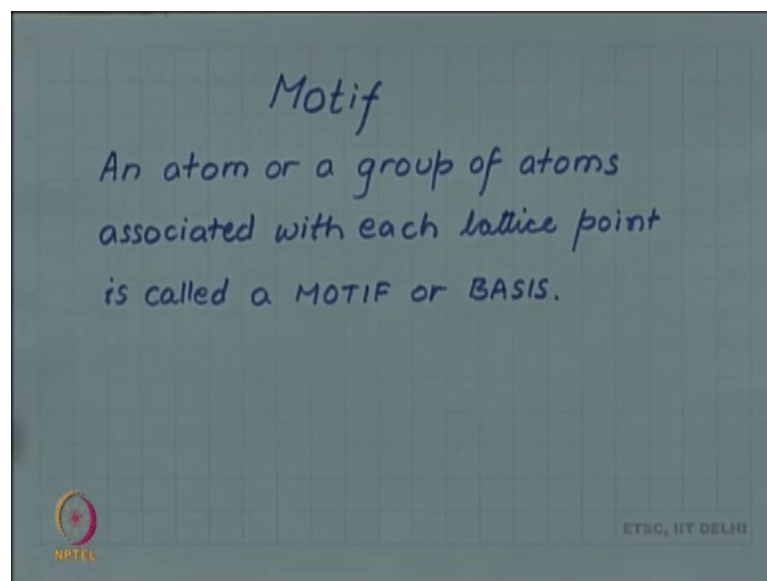 Motif
An atom or a group of atoms
associated with each lattice point
is called a MOTIF or BASIS.
NPTEL
ETSC, IIT DELHI